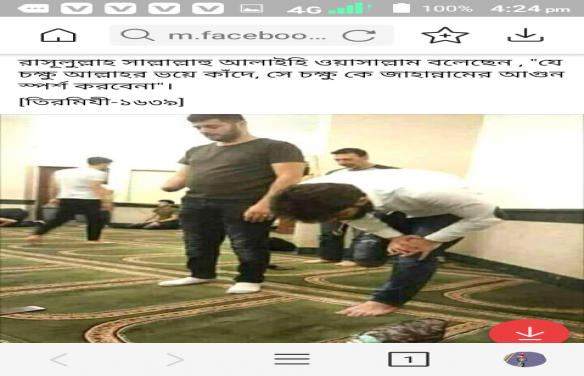 4G 100% 4:24 pm
m.faceboo...
রাসূলুল্লাহ সাল্লাল্লাহু আলাইহি ওয়াসাল্লাম বলেছেন , "যে
চক্ষু আল্লাহর ভয়ে কাঁদে, সে চক্ষু কে জাহান্নামের আগুন
স্পর্শ করবেনা"।
[তিরমিযী-১৬৩৯]
1